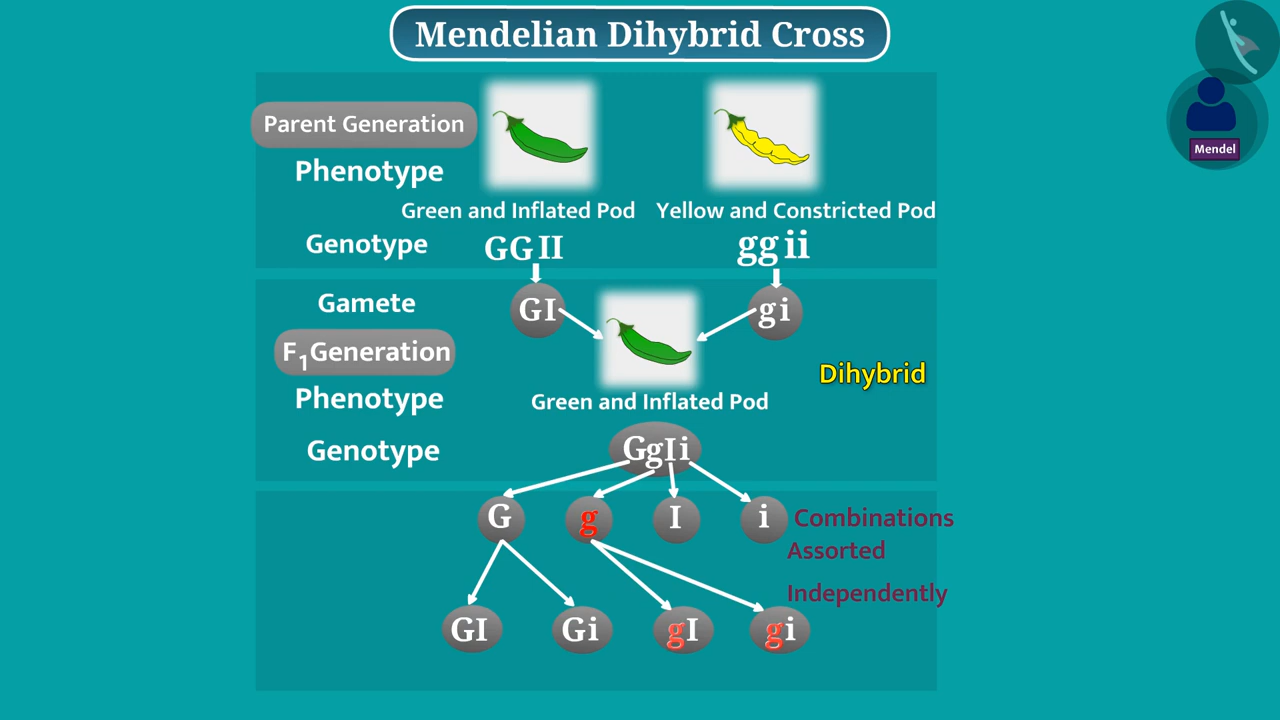 Mendelian Dihybrid Cross
Mendel
Parent Generation
Phenotype
Green and Inflated Pod
Yellow and Constricted Pod
Genotype
GG II
gg ii
Gamete
GI
gi
F1 Generation
Dihybrid
Phenotype
Green and Inflated Pod
Genotype
GgIi
G
g
I
i
Combinations
Assorted
Independently
GI
Gi
gI
gi